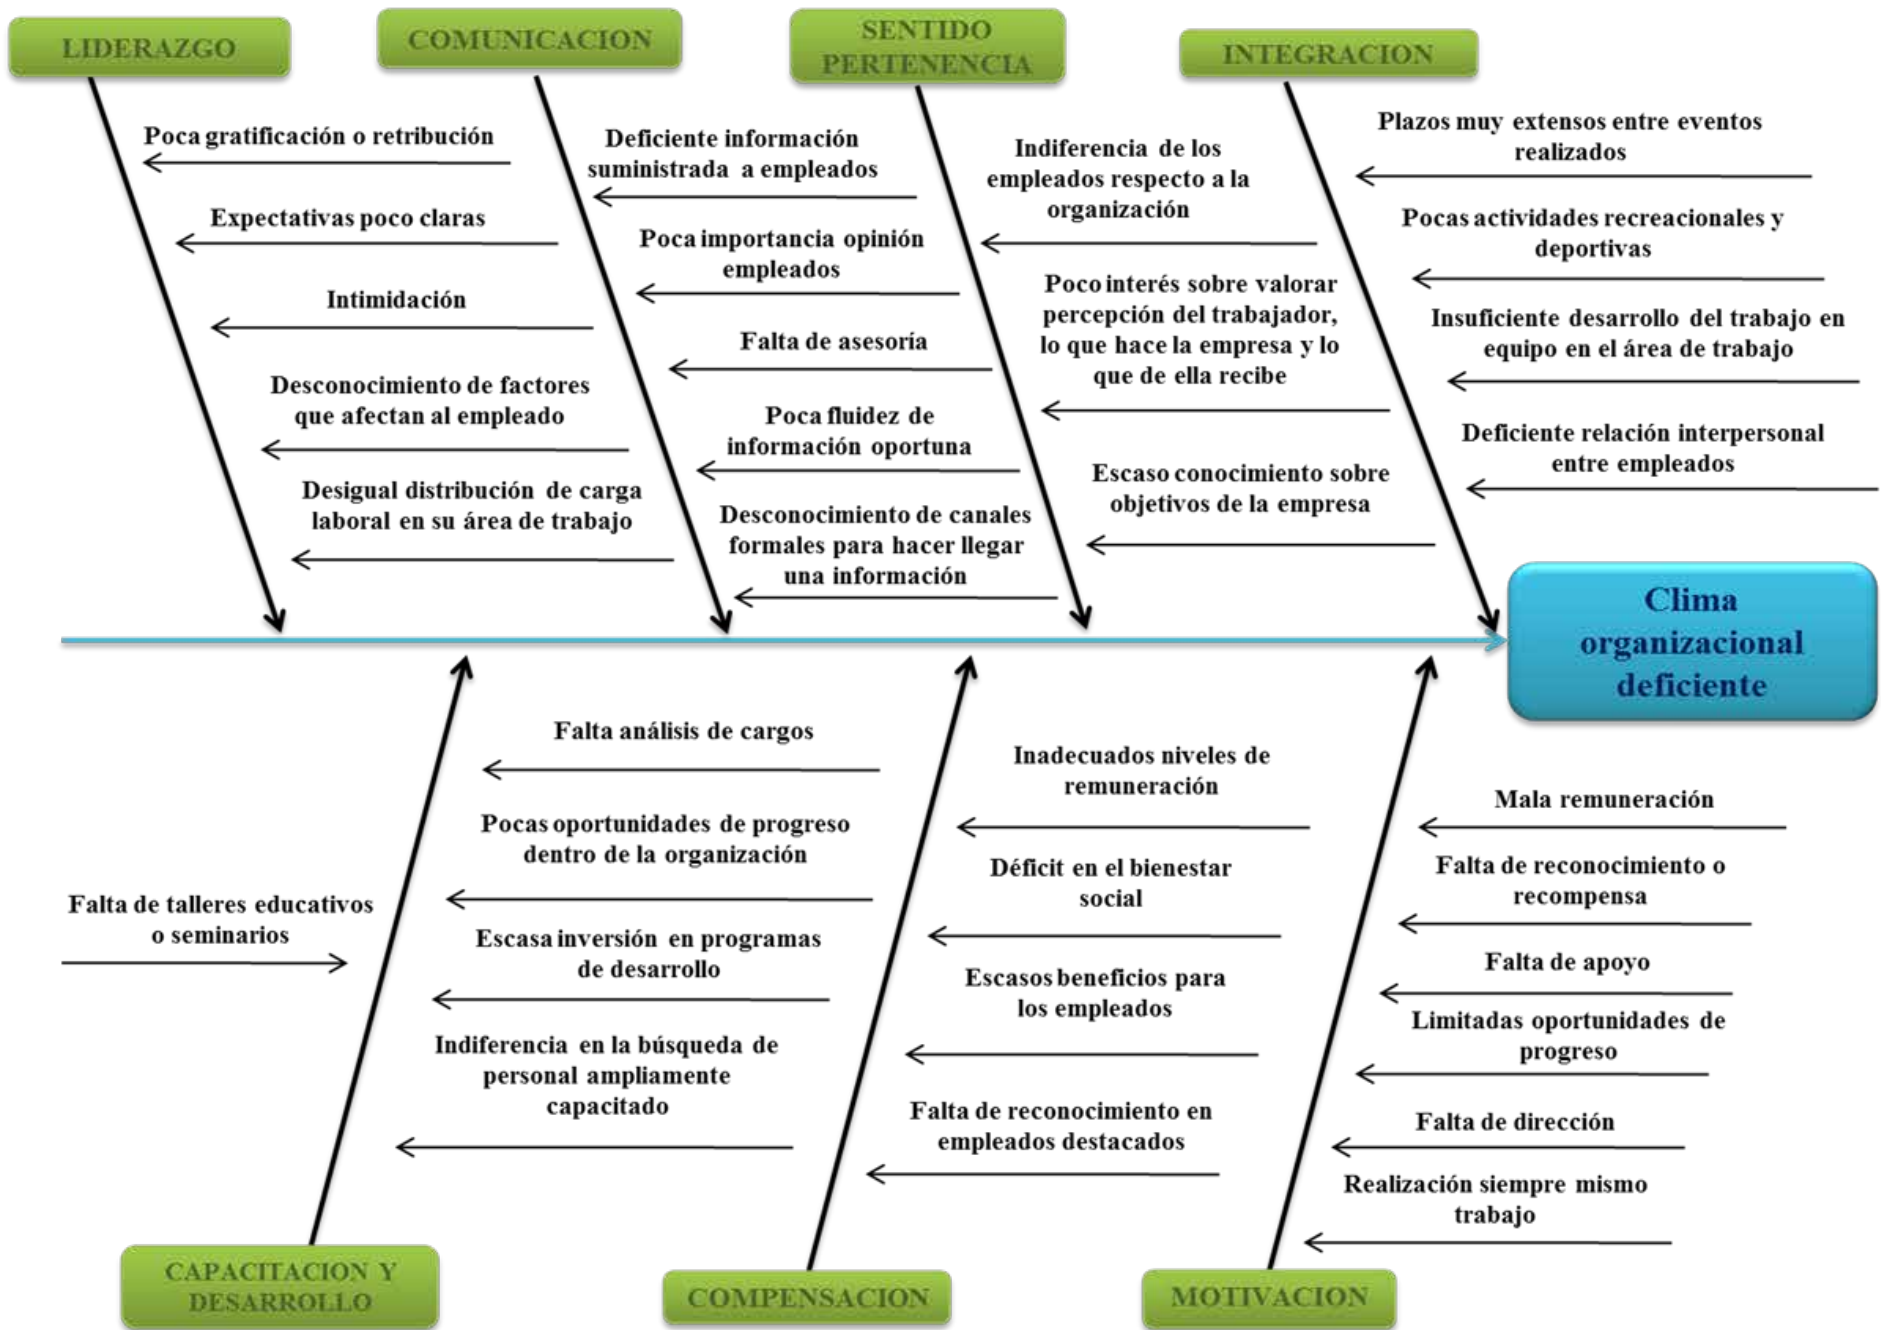 LIDERAZGO
COMUNICACION
SENTIDO
PERTENENCIA
INTEGRACION
Poca gratificación o retribución
Expectativas poco claras
Intimidación
Desconocimiento de factores
que afectan al empleado
Desigual distribución de carga
laboral en su área de trabajo
Deficiente información
suministrada a empleados
Poca importancia opinión
empleados
Falta de asesoría
Poca fluidez de
información oportuna
Desconocimiento de canales
formales para hacer llegar
una información
Indiferencia de los
empleados respecto a la
organización
Poco interés sobre valorar
percepción del trabajador,
lo que hace la empresa y lo
que de ella recibe
Escaso conocimiento sobre
objetivos de la empresa
Plazos muy extensos entre eventos
realizados
Pocas actividades recreacionales y
deportivas
Insuficiente desarrollo del trabajo en
equipo en el área de trabajo
Deficiente relación interpersonal
entre empleados
Clima
organizacional
deficiente
Falta de talleres educativos
o seminarios
Falta análisis de cargos
Pocas oportunidades de progreso
dentro de la organización
Escasa inversión en programas
de desarrollo
Indiferencia en la búsqueda de
personal ampliamente
capacitado
Inadecuados niveles de
remuneración
Déficit en el bienestar
social
Escasos beneficios para
los empleados
Falta de reconocimiento en
empleados destacados
Mala remuneración
Falta de reconocimiento o
recompensa
Falta de apoyo
Limitadas oportunidades de
progreso
Falta de dirección
Realización siempre mismo
trabajo
CAPACITACION Y
DESARROLLO
COMPENSACION
MOTIVACION